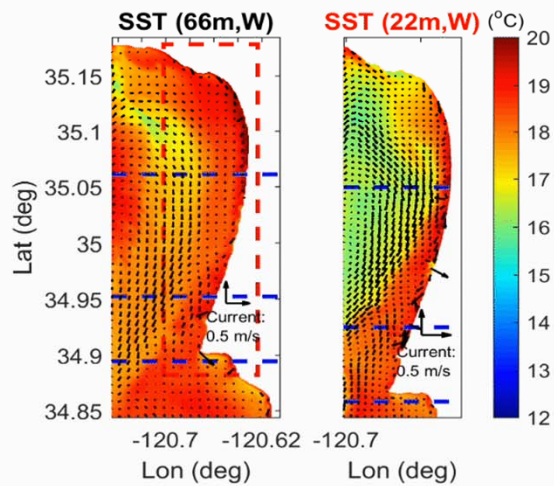 SST (66m,W) SST (22m,W) (°C)
35.15
35.1
35.05
35
34.95
34.9
34.85
Lat (deg)
Current:
0.5 m/s
Current:
0.5 m/s
20
19
18
17
16
15
14
13
12
-120.7 -120.62 -120.7
Lon (deg) Lon (deg)